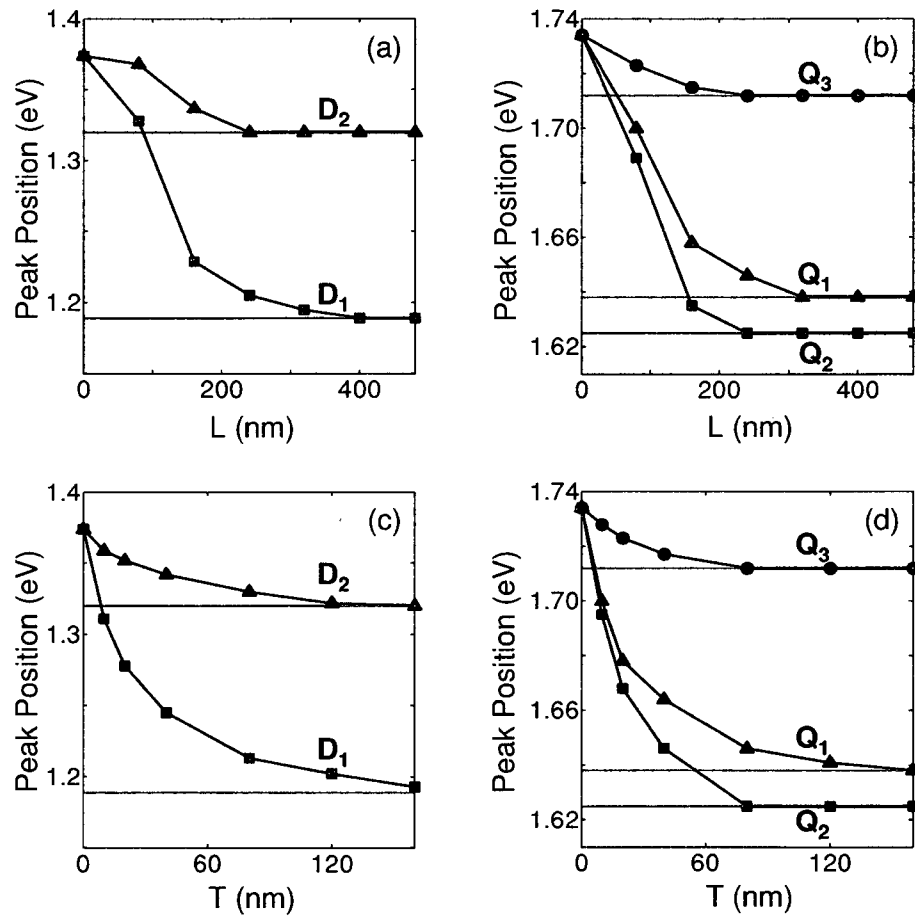 1.4
(a)
D2
1.3
D1
1.2
Peak Position (eV)
0
200
400
L (nm)
1.74
(b)
Q3
1.70
1.66
Q1
1.62
Q2
Peak Position (eV)
0
200
400
L (nm)
1.4
(c)
D2
1.3
D1
1.2
Peak Position (eV)
0
60
120
T (nm)
1.74
(d)
Q3
1.70
1.66
Q1
1.62
Q2
Peak Position (eV)
0
60
120
T (nm)